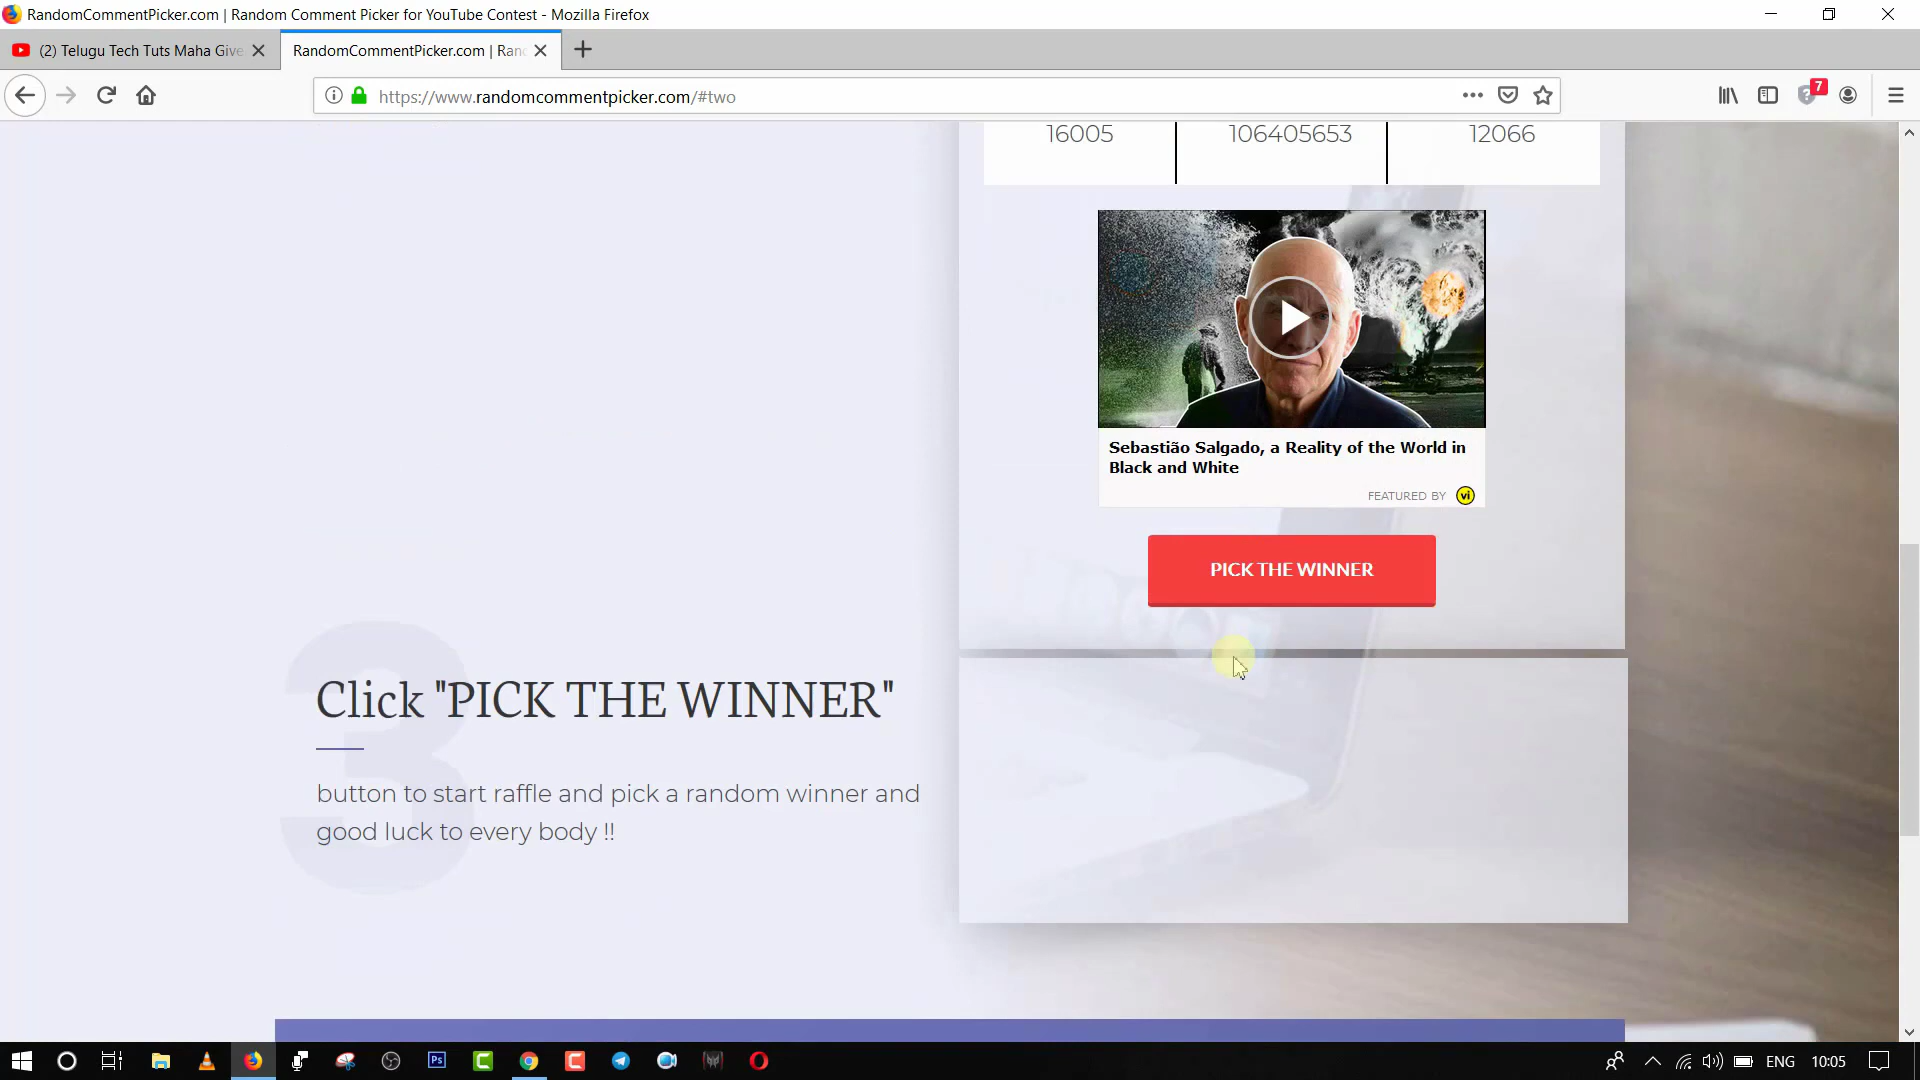 RandomCommentPicker.com | Random Comment Picker for YouTube Contest - Mozilla Firefox
(2) Telugu Tech Tuts Maha Give
RandomCommentPicker.com | Ran
https://www.randomcommentpicker.com/#two
7
16005
106405653
12066
Sebastião Salgado, a Reality of the World in
Black and White
FEATURED BY vi
PICK THE WINNER
3
Click "PICK THE WINNER"
button to start raffle and pick a random winner and
good luck to every body !!
Ps
ENG
10:05